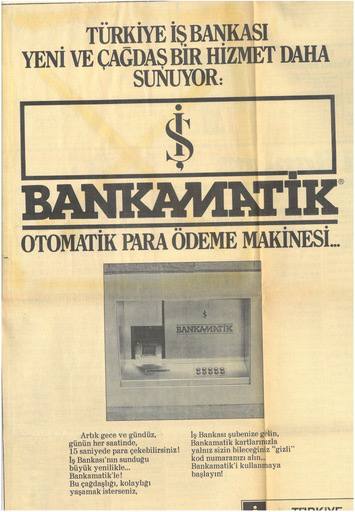 TÜRKİYE İŞ BANKASI
YENİ VE ÇAĞDAŞ BİR HİZMET DAHA
SUNUYOR:
İŞ
BANKAMATİK®
OTOMATİK PARA ÖDEME MAKİNESİ...
BANKAMATİK
Artık gece ve gündüz,
günün her saatinde,
15 saniyede para çekebilirsiniz!
İş Bankası'nın sunduğu
büyük yenilikle...
Bankamatik'le!
Bu çağdaşlığı, kolaylığı
yaşamak isterseniz,
İş Bankası şubenize gelin,
Bankamatik kartlarınızla
yalnız sizin bileceğiniz "gizli"
kod numaranızı alın...
Bankamatik'i kullanmaya
başlayın!
TÜRKİYE